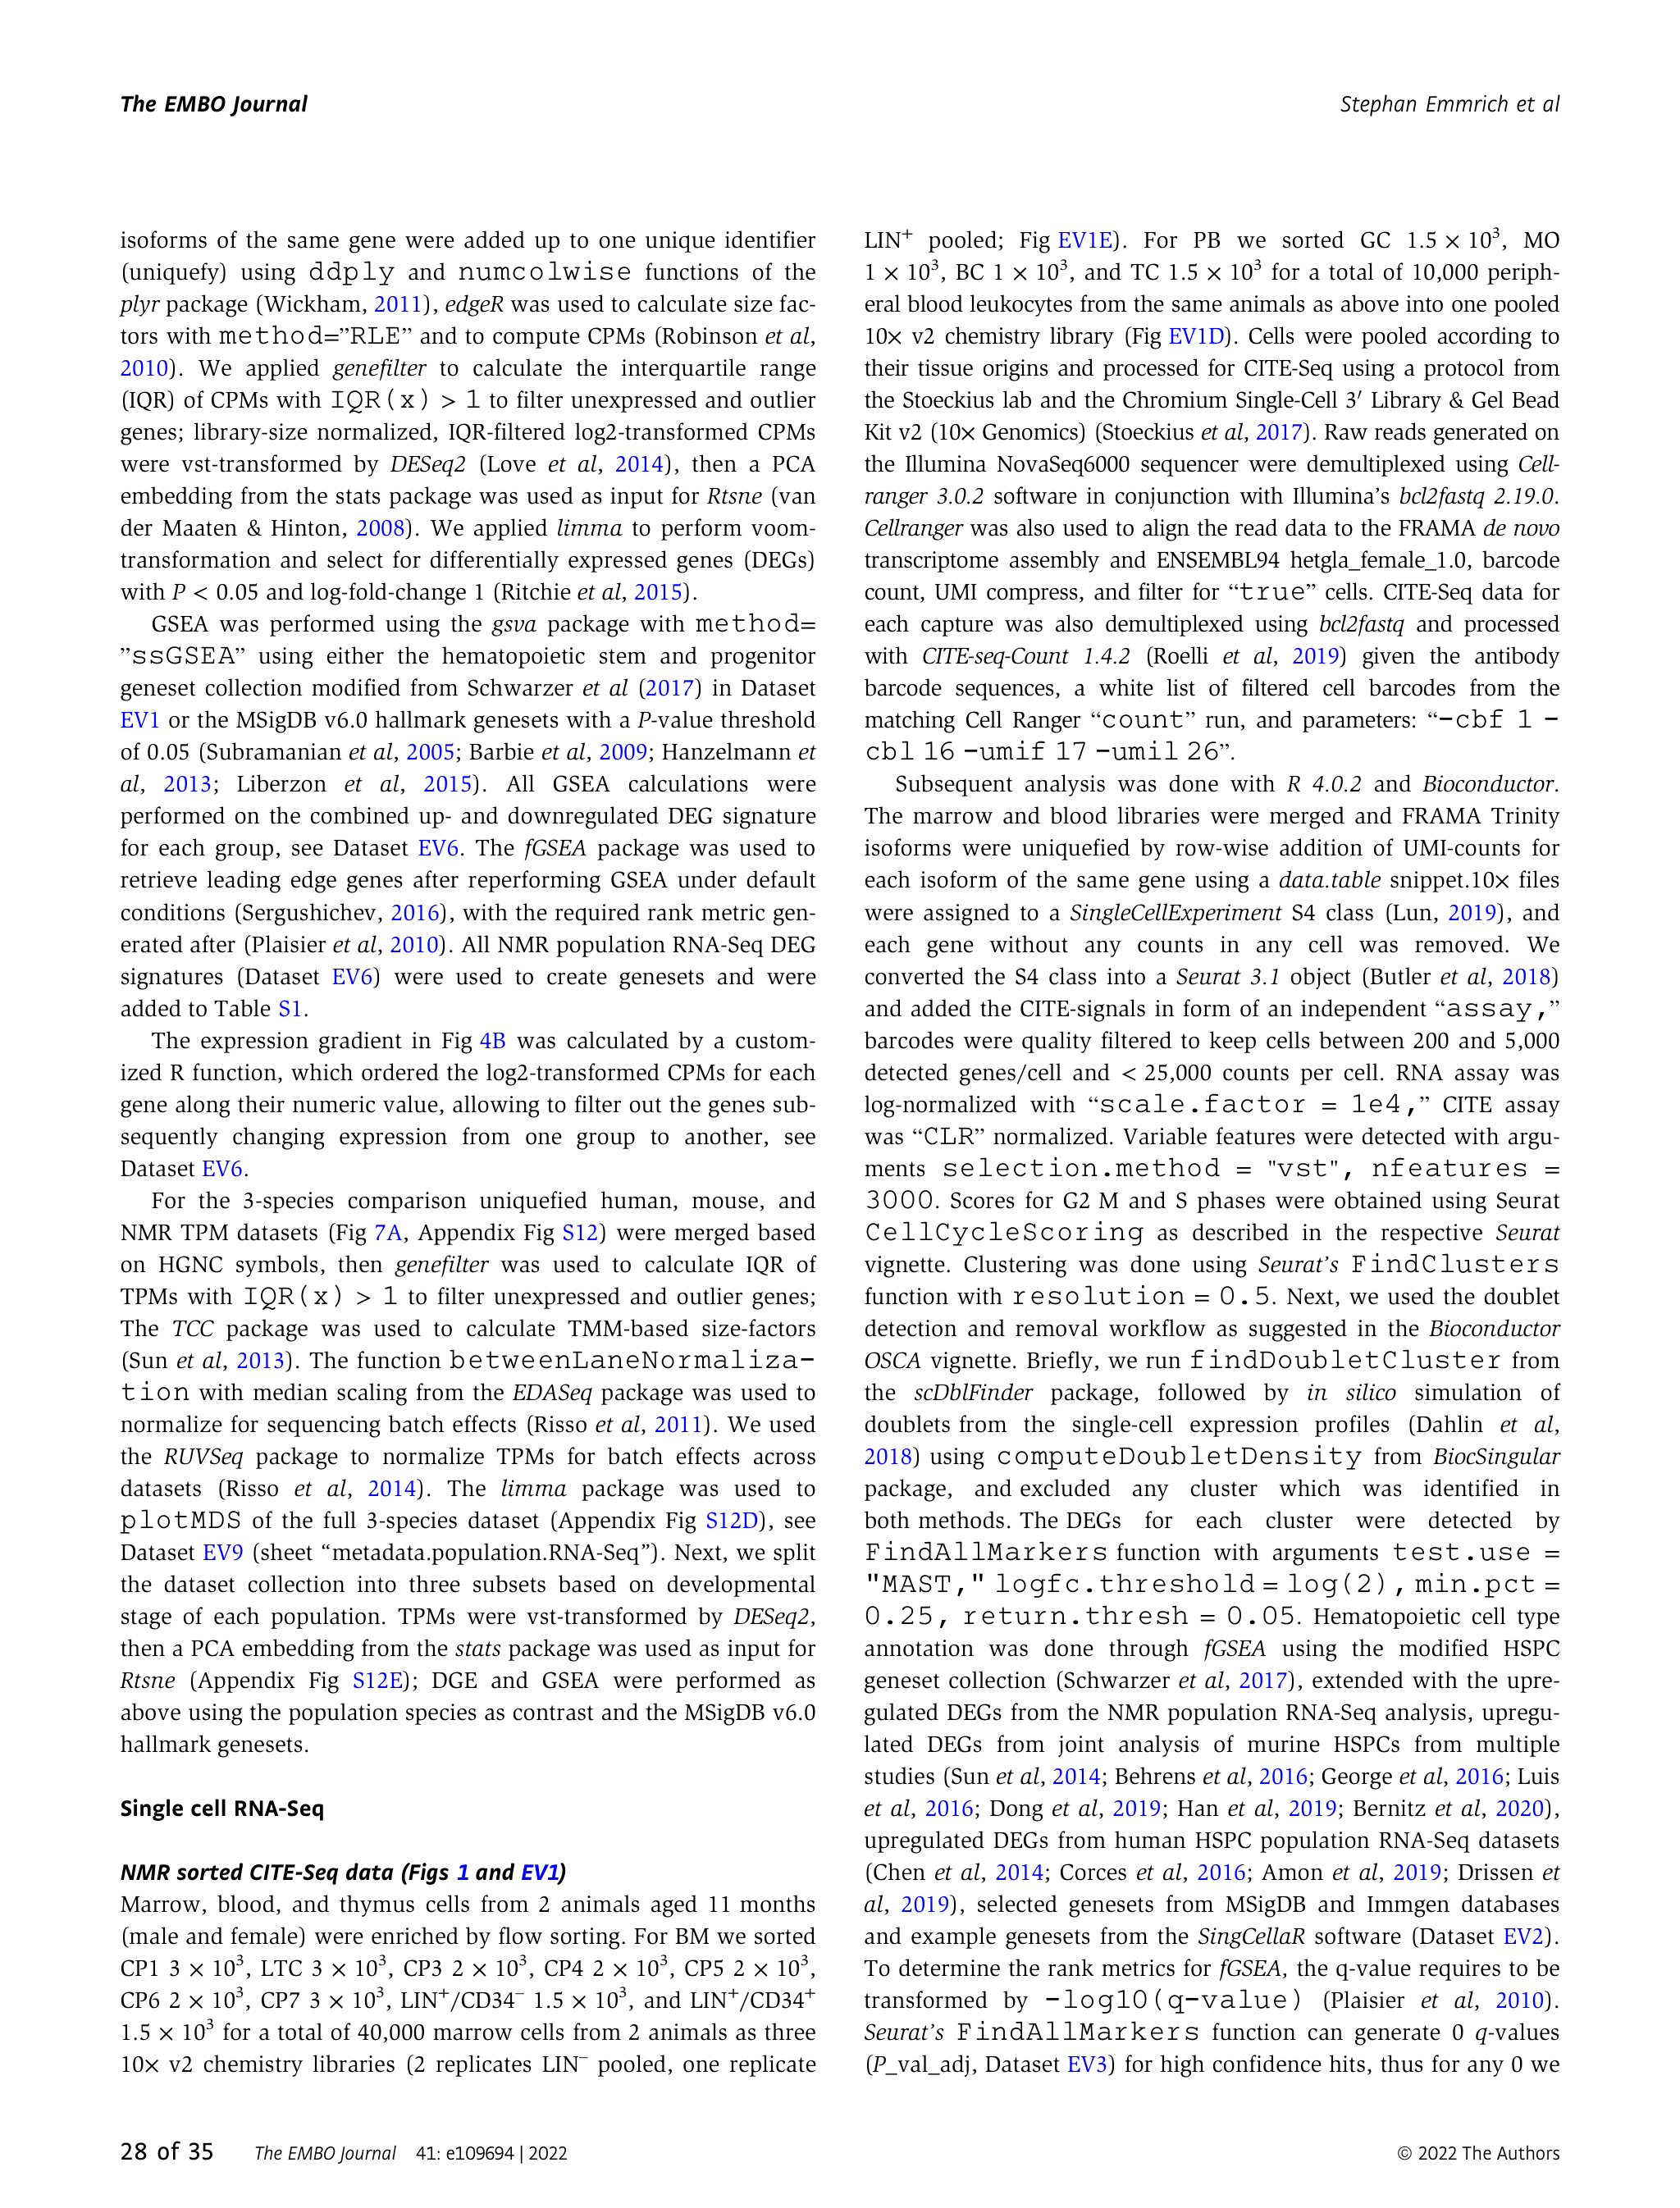 The EMBO Journal
Stephan Emmrich et al
isoforms of the same gene were added up to one unique identifier
(uniquefy) using ddply and numcolwise functions of the
plyr package (Wickham, 2011), edgeR was used to calculate size fac-
tors with method=”RLE” and to compute CPMs (Robinson et al,
2010). We applied genefilter to calculate the interquartile range
(IQR) of CPMs with IQR(x) > 1 to filter unexpressed and outlier
genes; library-size normalized, IQR-filtered log2-transformed CPMs
were vst-transformed by DESeq2 (Love et al, 2014), then a PCA
embedding from the stats package was used as input for Rtsne (van
der Maaten & Hinton, 2008). We applied limma to perform voom-
transformation and select for differentially expressed genes (DEGs)
with P < 0.05 and log-fold-change 1 (Ritchie et al, 2015).
GSEA was performed using the gsva package with method=
”ssGSEA” using either the hematopoietic stem and progenitor
geneset collection modified from Schwarzer et al (2017) in Dataset
EV1 or the MSigDB v6.0 hallmark genesets with a P-value threshold
of 0.05 (Subramanian et al, 2005; Barbie et al, 2009; Hanzelmann et
al, 2013; Liberzon et al, 2015). All GSEA calculations were
performed on the combined up- and downregulated DEG signature
for each group, see Dataset EV6. The fGSEA package was used to
retrieve leading edge genes after reperforming GSEA under default
conditions (Sergushichev, 2016), with the required rank metric gen-
erated after (Plaisier et al, 2010). All NMR population RNA-Seq DEG
signatures (Dataset EV6) were used to create genesets and were
added to Table S1.
The expression gradient in Fig 4B was calculated by a custom-
ized R function, which ordered the log2-transformed CPMs for each
gene along their numeric value, allowing to filter out the genes sub-
sequently changing expression from one group to another, see
Dataset EV6.
For the 3-species comparison uniquefied human, mouse, and
NMR TPM datasets (Fig 7A, Appendix Fig S12) were merged based
on HGNC symbols, then genefilter was used to calculate IQR of
TPMs with IQR(x) > 1 to filter unexpressed and outlier genes;
The TCC package was used to calculate TMM-based size-factors
(Sun et al, 2013). The function betweenLaneNormaliza-
tion with median scaling from the EDASeq package was used to
normalize for sequencing batch effects (Risso et al, 2011). We used
the RUVSeq package to normalize TPMs for batch effects across
datasets (Risso et al, 2014). The limma package was used to
plotMDS of the full 3-species dataset (Appendix Fig S12D), see
Dataset EV9 (sheet “metadata.population.RNA-Seq”). Next, we split
the dataset collection into three subsets based on developmental
stage of each population. TPMs were vst-transformed by DESeq2,
then a PCA embedding from the stats package was used as input for
Rtsne (Appendix Fig S12E); DGE and GSEA were performed as
above using the population species as contrast and the MSigDB v6.0
hallmark genesets.
Single cell RNA-Seq
NMR sorted CITE-Seq data (Figs 1 and EV1)
Marrow, blood, and thymus cells from 2 animals aged 11 months
(male and female) were enriched by flow sorting. For BM we sorted
CP1 3 × 10³, LTC 3 × 10³, CP3 2 × 10³, CP4 2 × 10³, CP5 2 × 10³,
CP6 2 × 10³, CP7 3 × 10³, LIN⁺/CD34⁻ 1.5 × 10³, and LIN⁺/CD34⁺
1.5 × 10³ for a total of 40,000 marrow cells from 2 animals as three
10× v2 chemistry libraries (2 replicates LIN⁻ pooled, one replicate
LIN⁺ pooled; Fig EV1E). For PB we sorted GC 1.5 × 10³, MO
1 × 10³, BC 1 × 10³, and TC 1.5 × 10³ for a total of 10,000 periph-
eral blood leukocytes from the same animals as above into one pooled
10× v2 chemistry library (Fig EV1D). Cells were pooled according to
their tissue origins and processed for CITE-Seq using a protocol from
the Stoeckius lab and the Chromium Single-Cell 3′ Library & Gel Bead
Kit v2 (10× Genomics) (Stoeckius et al, 2017). Raw reads generated on
the Illumina NovaSeq6000 sequencer were demultiplexed using Cell-
ranger 3.0.2 software in conjunction with Illumina’s bcl2fastq 2.19.0.
Cellranger was also used to align the read data to the FRAMA de novo
transcriptome assembly and ENSEMBL94 hetgla_female_1.0, barcode
count, UMI compress, and filter for “true” cells. CITE-Seq data for
each capture was also demultiplexed using bcl2fastq and processed
with CITE-seq-Count 1.4.2 (Roelli et al, 2019) given the antibody
barcode sequences, a white list of filtered cell barcodes from the
matching Cell Ranger “count” run, and parameters: “-cbf 1 -
cbl 16 -umif 17 -umil 26”.
Subsequent analysis was done with R 4.0.2 and Bioconductor.
The marrow and blood libraries were merged and FRAMA Trinity
isoforms were uniquefied by row-wise addition of UMI-counts for
each isoform of the same gene using a data.table snippet.10× files
were assigned to a SingleCellExperiment S4 class (Lun, 2019), and
each gene without any counts in any cell was removed. We
converted the S4 class into a Seurat 3.1 object (Butler et al, 2018)
and added the CITE-signals in form of an independent “assay,”
barcodes were quality filtered to keep cells between 200 and 5,000
detected genes/cell and < 25,000 counts per cell. RNA assay was
log-normalized with “scale.factor = 1e4,” CITE assay
was “CLR” normalized. Variable features were detected with argu-
ments selection.method = "vst", nfeatures =
3000. Scores for G2 M and S phases were obtained using Seurat
CellCycleScoring as described in the respective Seurat
vignette. Clustering was done using Seurat’s FindClusters
function with resolution = 0.5. Next, we used the doublet
detection and removal workflow as suggested in the Bioconductor
OSCA vignette. Briefly, we run findDoubletCluster from
the scDblFinder package, followed by in silico simulation of
doublets from the single-cell expression profiles (Dahlin et al,
2018) using computeDoubletDensity from BiocSingular
package, and excluded any cluster which was identified in
both methods. The DEGs for each cluster were detected by
FindAllMarkers function with arguments test.use =
"MAST," logfc.threshold = log(2), min.pct =
0.25, return.thresh = 0.05. Hematopoietic cell type
annotation was done through fGSEA using the modified HSPC
geneset collection (Schwarzer et al, 2017), extended with the upre-
gulated DEGs from the NMR population RNA-Seq analysis, upregu-
lated DEGs from joint analysis of murine HSPCs from multiple
studies (Sun et al, 2014; Behrens et al, 2016; George et al, 2016; Luis
et al, 2016; Dong et al, 2019; Han et al, 2019; Bernitz et al, 2020),
upregulated DEGs from human HSPC population RNA-Seq datasets
(Chen et al, 2014; Corces et al, 2016; Amon et al, 2019; Drissen et
al, 2019), selected genesets from MSigDB and Immgen databases
and example genesets from the SingCellaR software (Dataset EV2).
To determine the rank metrics for fGSEA, the q-value requires to be
transformed by -log10(q-value) (Plaisier et al, 2010).
Seurat’s FindAllMarkers function can generate 0 q-values
(P_val_adj, Dataset EV3) for high confidence hits, thus for any 0 we
28 of 35
The EMBO Journal 41: e109694 | 2022
© 2022 The Authors